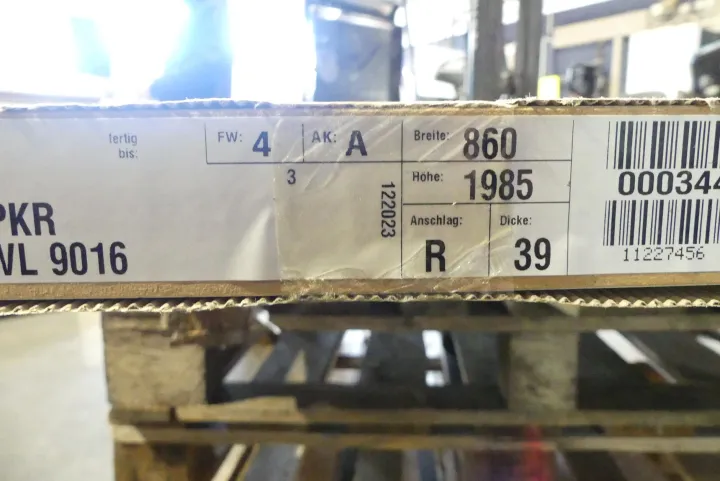 fertig
bis:
FW: 4
AK: A
Breite: 860
3
Höhe: 1985
122023
PKR
WL 9016
Anschlag: R
Dicke: 39
000344
11227456